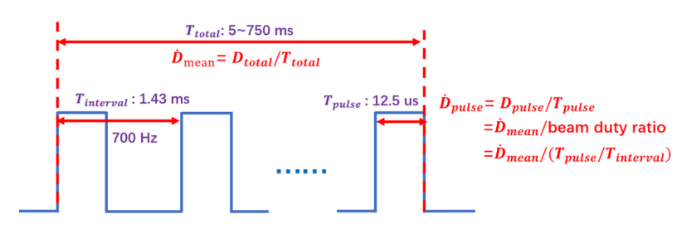 T_total: 5~750 ms
Ḋ_mean= D_total/T_total
T_interval : 1.43 ms
T_pulse : 12.5 us
700 Hz
......
Ḋ_pulse= D_pulse/T_pulse
=Ḋ_mean/beam duty ratio
=Ḋ_mean/(T_pulse/T_interval)